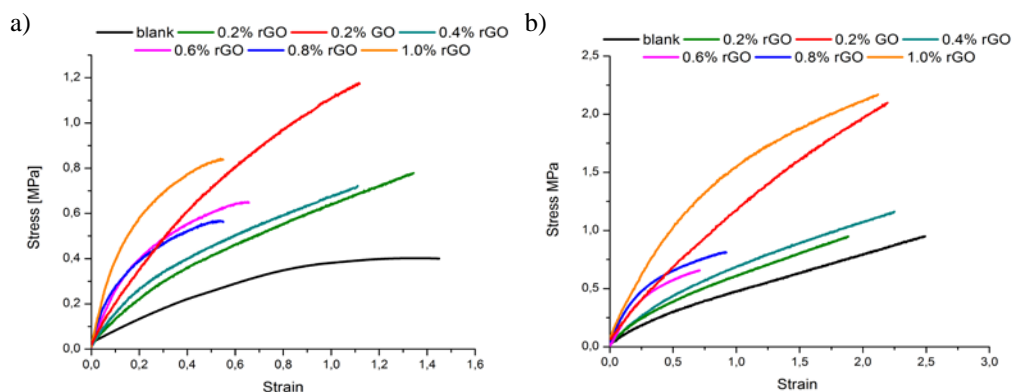 a)
blank 0.2% rGO 0.2% GO 0.4% rGO
0.6% rGO 0.8% rGO 1.0% rGO
Stress [MPa]
1,2
1,0
0,8
0,6
0,4
0,2
0,0
0,0 0,2 0,4 0,6 0,8 1,0 1,2 1,4 1,6
Strain
b)
blank 0.2% rGO 0.2% GO 0.4% rGO
0.6% rGO 0.8% rGO 1.0% rGO
Stress MPa
2,5
2,0
1,5
1,0
0,5
0,0
0,0 0,5 1,0 1,5 2,0 2,5 3,0
Strain